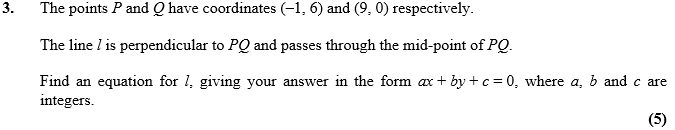 3. The points P and Q have coordinates (–1, 6) and (9, 0) respectively.
The line l is perpendicular to PQ and passes through the mid-point of PQ.
Find an equation for l, giving your answer in the form ax + by + c = 0, where a, b and c are
integers.
(5)